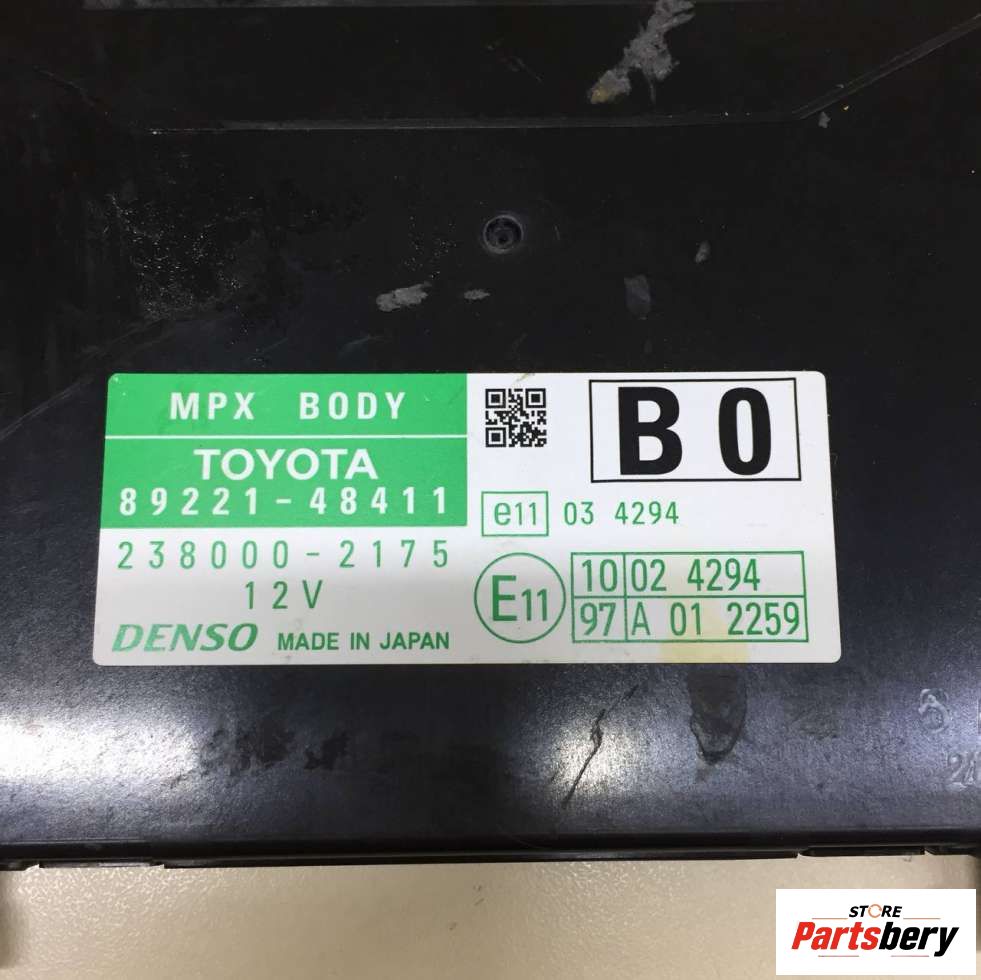 MPX BODY
TOYOTA
89221-48411
238000-2175
12V
DENSO MADE IN JAPAN
B0
e11 03 4294
E11
10 02 4294
97 A 01 2259
STORE
Partsbery